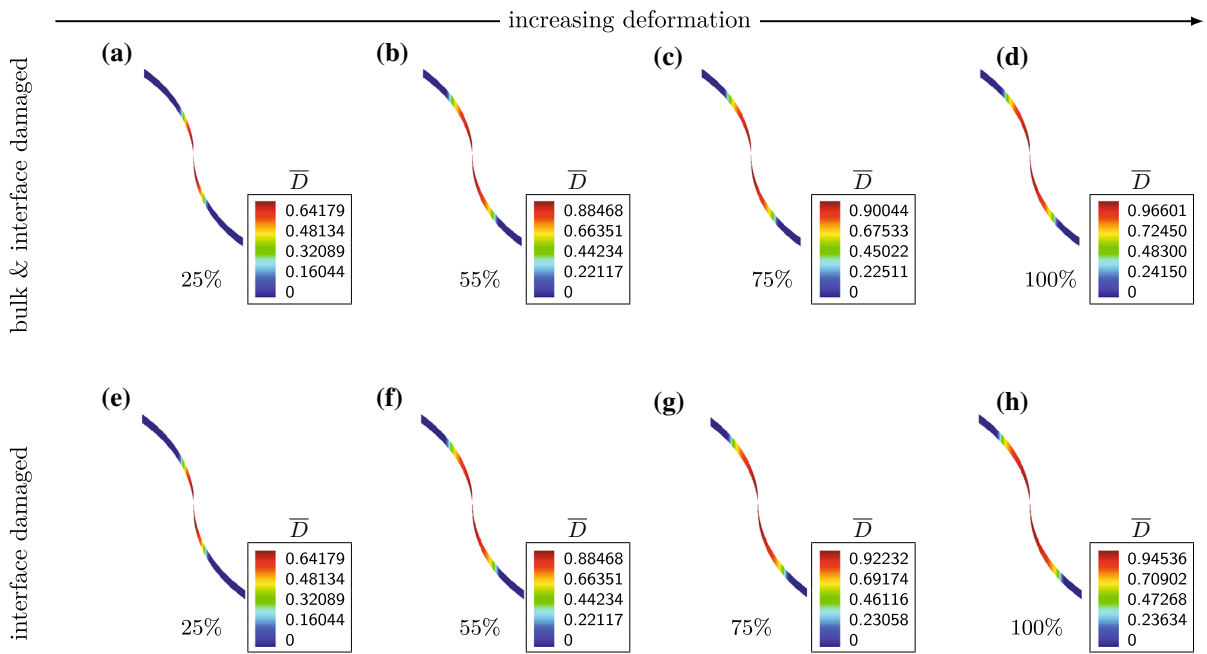 increasing deformation
bulk & interface damaged
(a)
D̅
0.64179
0.48134
0.32089
0.16044
0
25%
(b)
D̅
0.88468
0.66351
0.44234
0.22117
0
55%
(c)
D̅
0.90044
0.67533
0.45022
0.22511
0
75%
(d)
D̅
0.96601
0.72450
0.48300
0.24150
0
100%
interface damaged
(e)
D̅
0.64179
0.48134
0.32089
0.16044
0
25%
(f)
D̅
0.88468
0.66351
0.44234
0.22117
0
55%
(g)
D̅
0.92232
0.69174
0.46116
0.23058
0
75%
(h)
D̅
0.94536
0.70902
0.47268
0.23634
0
100%